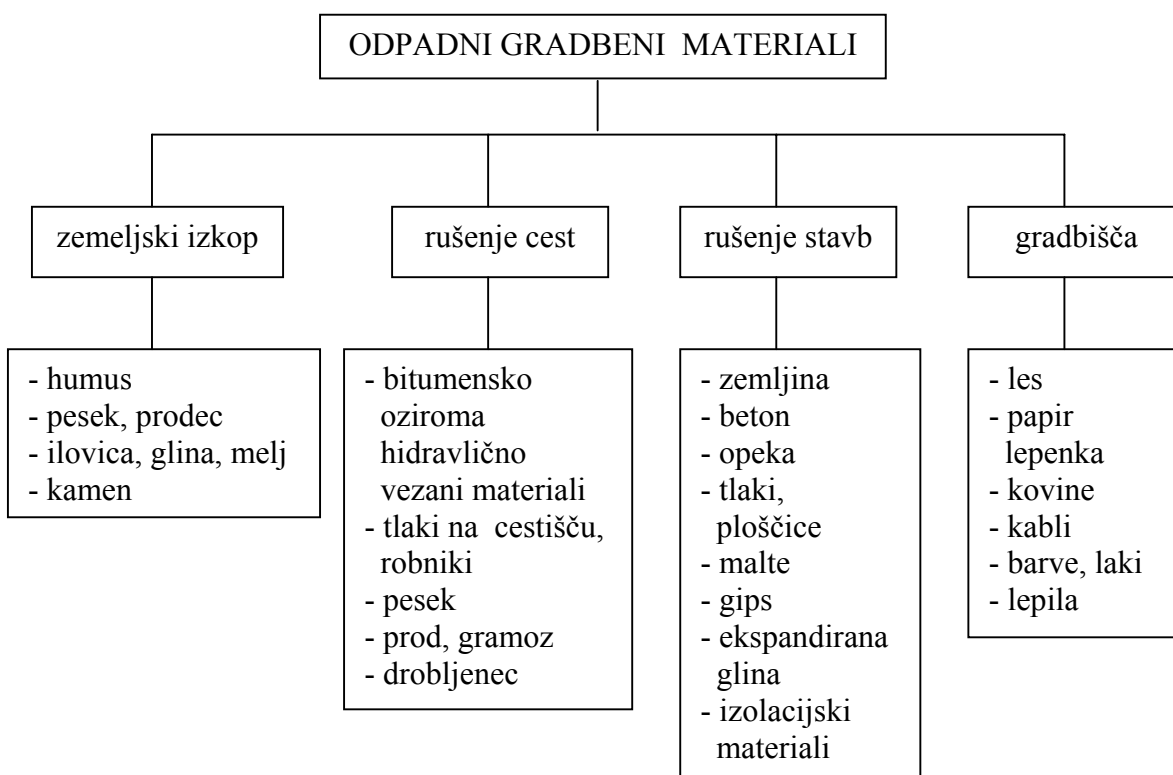 ODPADNI GRADBENI MATERIALI
zemeljski izkop
rušenje cest
rušenje stavb
gradbišča
- humus
- pesek, prodec
- ilovica, glina, melj
- kamen
- bitumensko
oziroma
hidravlično
vezani materiali
- tlaki na cestišču,
robniki
- pesek
- prod, gramoz
- drobljenec
- zemljina
- beton
- opeka
- tlaki,
ploščice
- malte
- gips
- ekspandirana
glina
- izolacijski
materiali
- les
- papir
lepenka
- kovine
- kabli
- barve, laki
- lepila